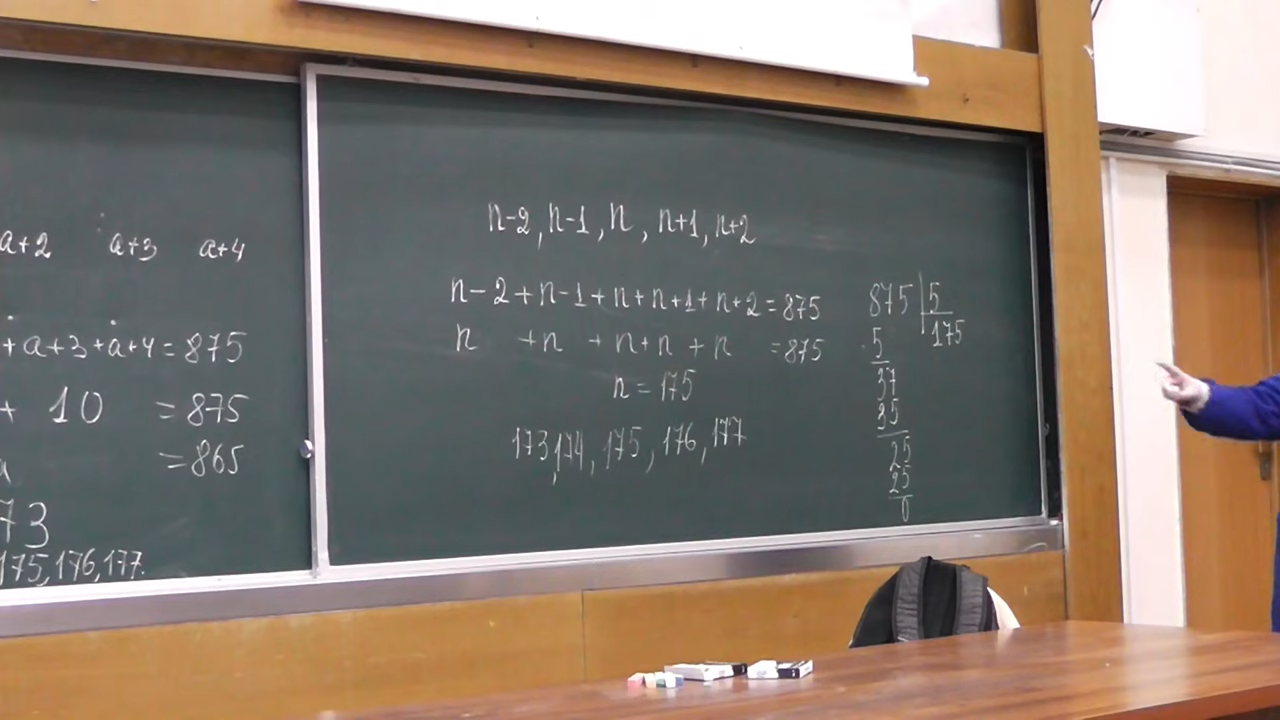 a+2 a+3 a+4
+a+3+a+4=875
+ 10 =875
=865
73
175,176,177.
n-2, n-1, n, n+1, n+2
n-2+n-1+n+n+1+n+2=875
n +n +n+n +n =875
n=175
173,174,175,176,177
875 5
175
5
37
35
25
25
0